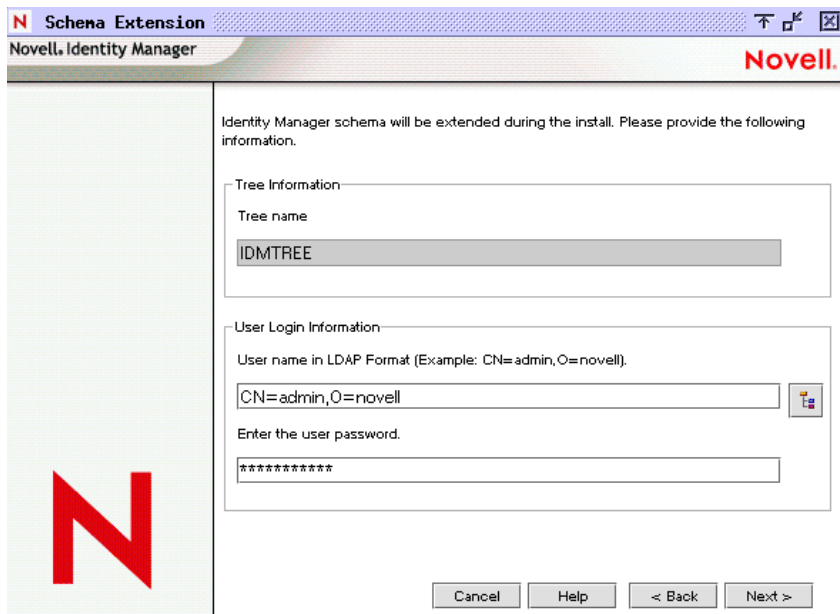 N Schema Extension
Novell. Identity Manager
Novell.
Identity Manager schema will be extended during the install. Please provide the following
information.
Tree Information
Tree name
IDMTREE
User Login Information
User name in LDAP Format (Example: CN=admin,O=novell).
CN=admin,O=novell
Enter the user password.
***********
N
Cancel Help < Back Next >